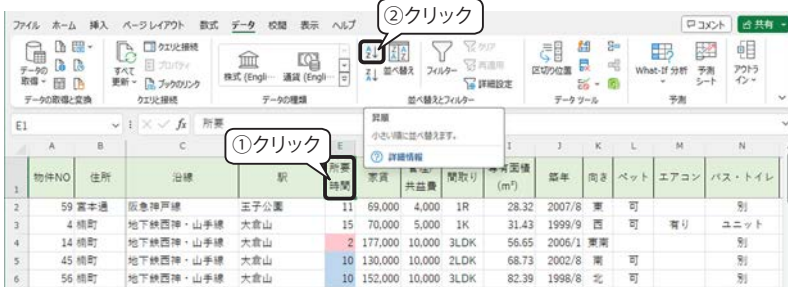 ファイル ホーム 挿入 ページ レイアウト 数式 データ 校閲 表示 ヘルプ
②クリック
コメント 共有
データの取得
すべて更新
クエリと接続
プロパティ
ブックのリンク
株式 (Engli… 通貨 (Engli…
並べ替え
フィルター
クリア
再適用
詳細設定
区切り位置
What-If 分析
予測シート
アウトライン
データの取得と変換 クエリと接続 データの種類 並べ替えとフィルター データ ツール 予測
E1 fx 所要
昇順
小さい順に並べ替えます。
詳細情報
①クリック
A B C E I J K L M N
物件NO 住所 沿線 駅 所要時間 家賃 共益費 間取り (m²) 築年 向き ペット エアコン バス・トイレ
1
2 59 宮本通 阪急神戸線 王子公園 11 69,000 4,000 1R 28.32 2007/8 東 可 別
3 4 楠町 地下鉄西神・山手線 大倉山 15 70,000 5,000 1K 31.43 1999/9 西 可 有り ユニット
4 14 楠町 地下鉄西神・山手線 大倉山 2 177,000 10,000 3LDK 56.65 2006/1 東南 別
5 45 楠町 地下鉄西神・山手線 大倉山 10 130,000 10,000 2LDK 68.73 2002/8 南 可 別
6 56 楠町 地下鉄西神・山手線 大倉山 10 152,000 10,000 3LDK 82.39 1998/8 北 可 別